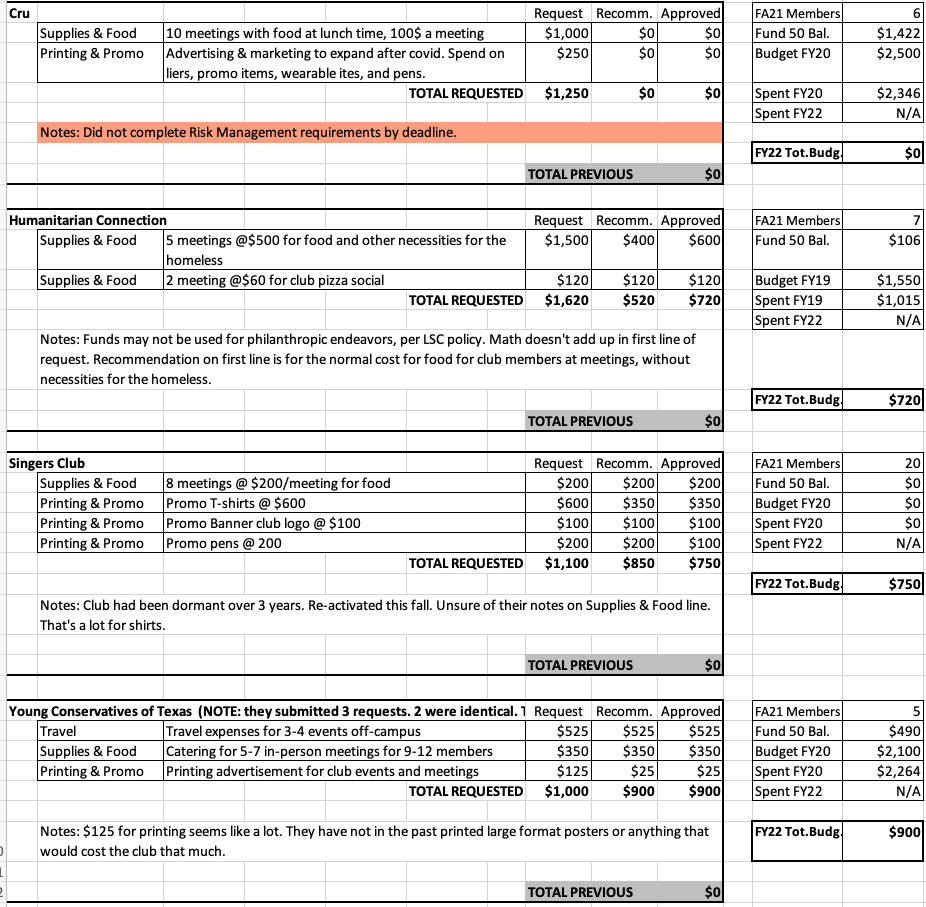 Cru Request Recomm. Approved FA21 Members 6
Supplies & Food 10 meetings with food at lunch time, 100$ a meeting $1,000 $0 $0 Fund 50 Bal. $1,422
Printing & Promo Advertising & marketing to expand after covid. Spend on $250 $0 $0 Budget FY20 $2,500
liers, promo items, wearable ites, and pens.
TOTAL REQUESTED $1,250 $0 $0 Spent FY20 $2,346
Spent FY22 N/A
Notes: Did not complete Risk Management requirements by deadline.
FY22 Tot.Budg. $0
TOTAL PREVIOUS $0
Humanitarian Connection Request Recomm. Approved FA21 Members 7
Supplies & Food 5 meetings @$500 for food and other necessities for the $1,500 $400 $600 Fund 50 Bal. $106
homeless
Supplies & Food 2 meeting @$60 for club pizza social $120 $120 $120 Budget FY19 $1,550
TOTAL REQUESTED $1,620 $520 $720 Spent FY19 $1,015
Spent FY22 N/A
Notes: Funds may not be used for philanthropic endeavors, per LSC policy. Math doesn't add up in first line of
request. Recommendation on first line is for the normal cost for food for club members at meetings, without
necessities for the homeless.
FY22 Tot.Budg. $720
TOTAL PREVIOUS $0
Singers Club Request Recomm. Approved FA21 Members 20
Supplies & Food 8 meetings @ $200/meeting for food $200 $200 $200 Fund 50 Bal. $0
Printing & Promo Promo T-shirts @ $600 $600 $350 $350 Budget FY20 $0
Printing & Promo Promo Banner club logo @ $100 $100 $100 $100 Spent FY20 $0
Printing & Promo Promo pens @ 200 $200 $200 $100 Spent FY22 N/A
TOTAL REQUESTED $1,100 $850 $750
FY22 Tot.Budg. $750
Notes: Club had been dormant over 3 years. Re-activated this fall. Unsure of their notes on Supplies & Food line.
That's a lot for shirts.
TOTAL PREVIOUS $0
Young Conservatives of Texas (NOTE: they submitted 3 requests. 2 were identical. Request Recomm. Approved FA21 Members 5
Travel Travel expenses for 3-4 events off-campus $525 $525 $525 Fund 50 Bal. $490
Supplies & Food Catering for 5-7 in-person meetings for 9-12 members $350 $350 $350 Budget FY20 $2,100
Printing & Promo Printing advertisement for club events and meetings $125 $25 $25 Spent FY20 $2,264
TOTAL REQUESTED $1,000 $900 $900 Spent FY22 N/A
Notes: $125 for printing seems like a lot. They have not in the past printed large format posters or anything that FY22 Tot.Budg. $900
would cost the club that much.
TOTAL PREVIOUS $0